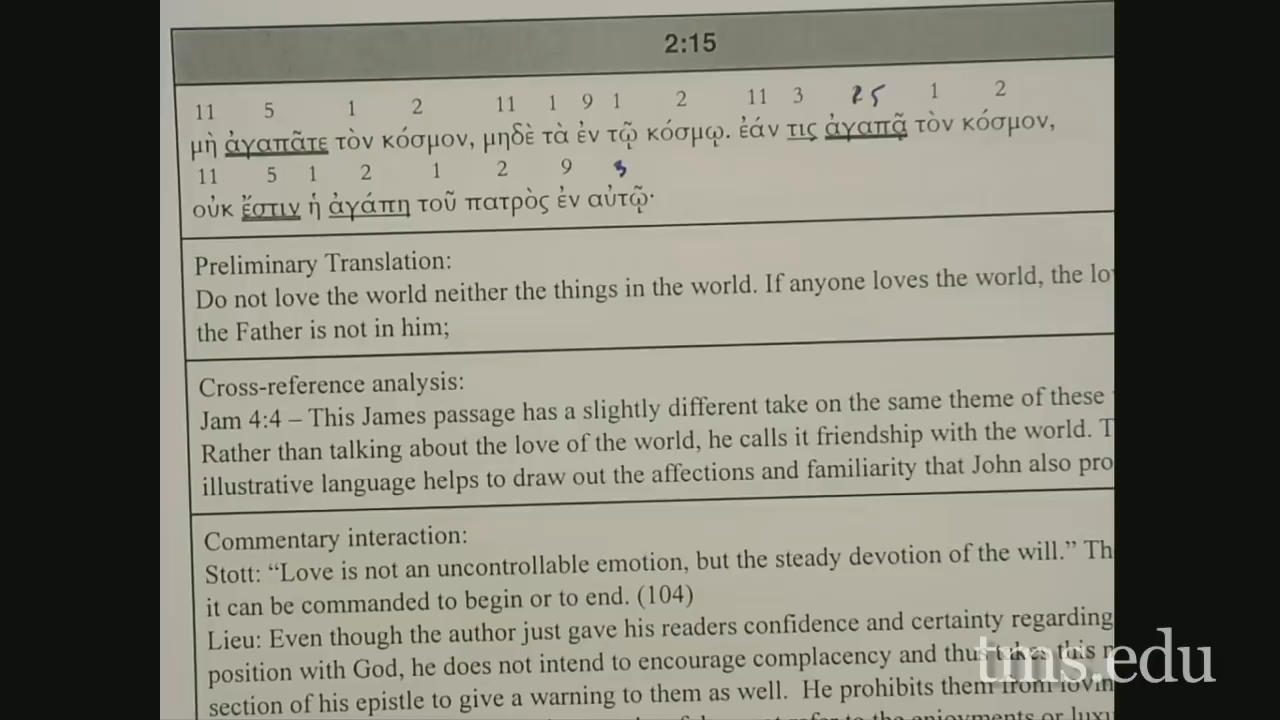 2:15
11 5 1 2 11 1 9 1 2 11 3 25 1 2
μὴ ἀγαπᾶτε τὸν κόσμον, μηδὲ τὰ ἐν τῷ κόσμῳ. ἐάν τις ἀγαπᾷ τὸν κόσμον,
11 5 1 2 1 2 9 3
οὐκ ἔστιν ἡ ἀγάπη τοῦ πατρὸς ἐν αὐτῷ·
Preliminary Translation:
Do not love the world neither the things in the world. If anyone loves the world, the lo
the Father is not in him;
Cross-reference analysis:
Jam 4:4 – This James passage has a slightly different take on the same theme of these
Rather than talking about the love of the world, he calls it friendship with the world. T
illustrative language helps to draw out the affections and familiarity that John also pro
Commentary interaction:
Stott: “Love is not an uncontrollable emotion, but the steady devotion of the will.” Th
it can be commanded to begin or to end. (104)
Lieu: Even though the author just gave his readers confidence and certainty regarding
position with God, he does not intend to encourage complacency and thus takes this
section of his epistle to give a warning to them as well. He prohibits them from lovin
refer to the enjoyments or luxu
tms.edu